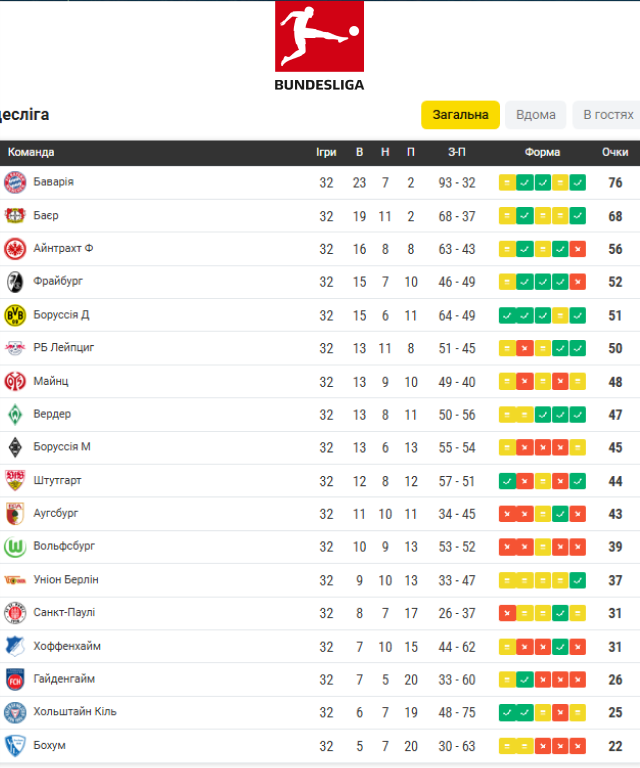 BUNDESLIGA
десліга Загальна Вдома В гостях
Команда Ігри В Н П З-П Форма Очки
Баварія 32 23 7 2 93 - 32 76
Баєр 32 19 11 2 68 - 37 68
Айнтрахт Ф 32 16 8 8 63 - 43 56
Фрайбург 32 15 7 10 46 - 49 52
Боруссія Д 32 15 6 11 64 - 49 51
РБ Лейпциг 32 13 11 8 51 - 45 50
Майнц 32 13 9 10 49 - 40 48
Вердер 32 13 8 11 50 - 56 47
Боруссія М 32 13 6 13 55 - 54 45
Штутгарт 32 12 8 12 57 - 51 44
Аугсбург 32 11 10 11 34 - 45 43
Вольфсбург 32 10 9 13 53 - 52 39
Уніон Берлін 32 9 10 13 33 - 47 37
Санкт-Паулі 32 8 7 17 26 - 37 31
Хоффенхайм 32 7 10 15 44 - 62 31
Гайденгайм 32 7 5 20 33 - 60 26
Хольштайн Кіль 32 6 7 19 48 - 75 25
Бохум 32 5 7 20 30 - 63 22